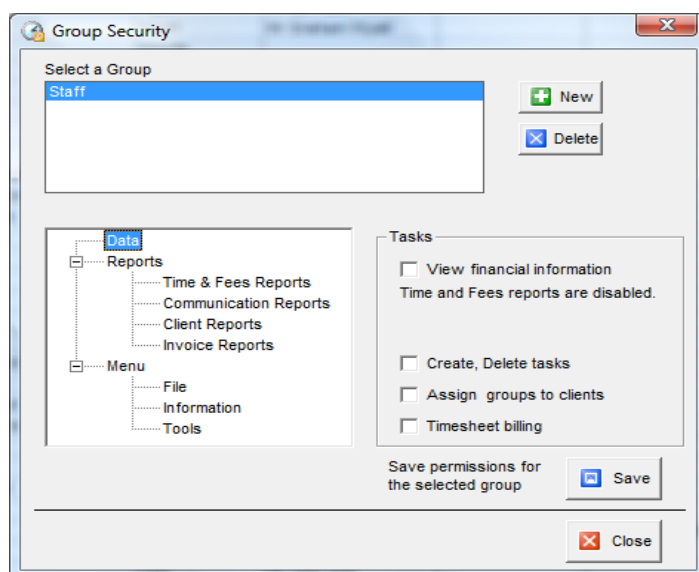 Group Security
Select a Group
Staff
New
Delete
Data
Reports
Time & Fees Reports
Communication Reports
Client Reports
Invoice Reports
Menu
File
Information
Tools
Tasks
View financial information
Time and Fees reports are disabled.
Create, Delete tasks
Assign groups to clients
Timesheet billing
Save permissions for
the selected group
Save
Close